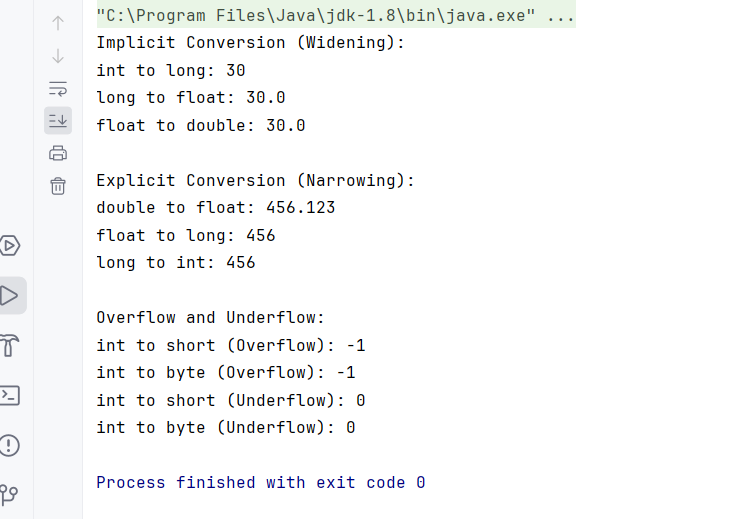 "C:\Program Files\Java\jdk-1.8\bin\java.exe" ...
Implicit Conversion (Widening):
int to long: 30
long to float: 30.0
float to double: 30.0
Explicit Conversion (Narrowing):
double to float: 456.123
float to long: 456
long to int: 456
Overflow and Underflow:
int to short (Overflow): -1
int to byte (Overflow): -1
int to short (Underflow): 0
int to byte (Underflow): 0
Process finished with exit code 0